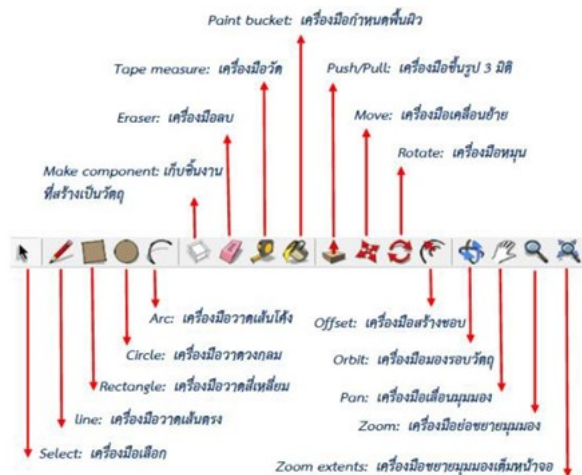 Paint bucket: เครื่องมือกำหนดพื้นผิว
Tape measure: เครื่องมือวัด
Push/Pull: เครื่องมือขึ้นรูป 3 มิติ
Eraser: เครื่องมือลบ
Move: เครื่องมือเคลื่อนย้าย
Rotate: เครื่องมือหมุน
Make component: เก็บชิ้นงาน
ที่สร้างเป็นวัตถุ
Arc: เครื่องมือวาดเส้นโค้ง
Offset: เครื่องมือสร้างขอบ
Circle: เครื่องมือวาดวงกลม
Orbit: เครื่องมือมองรอบวัตถุ
Rectangle: เครื่องมือวาดสี่เหลี่ยม
Pan: เครื่องมือเลื่อนมุมมอง
line: เครื่องมือวาดเส้นตรง
Zoom: เครื่องมือย่อขยายมุมมอง
Select: เครื่องมือเลือก
Zoom extents: เครื่องมือขยายมุมมองเต็มหน้าจอ